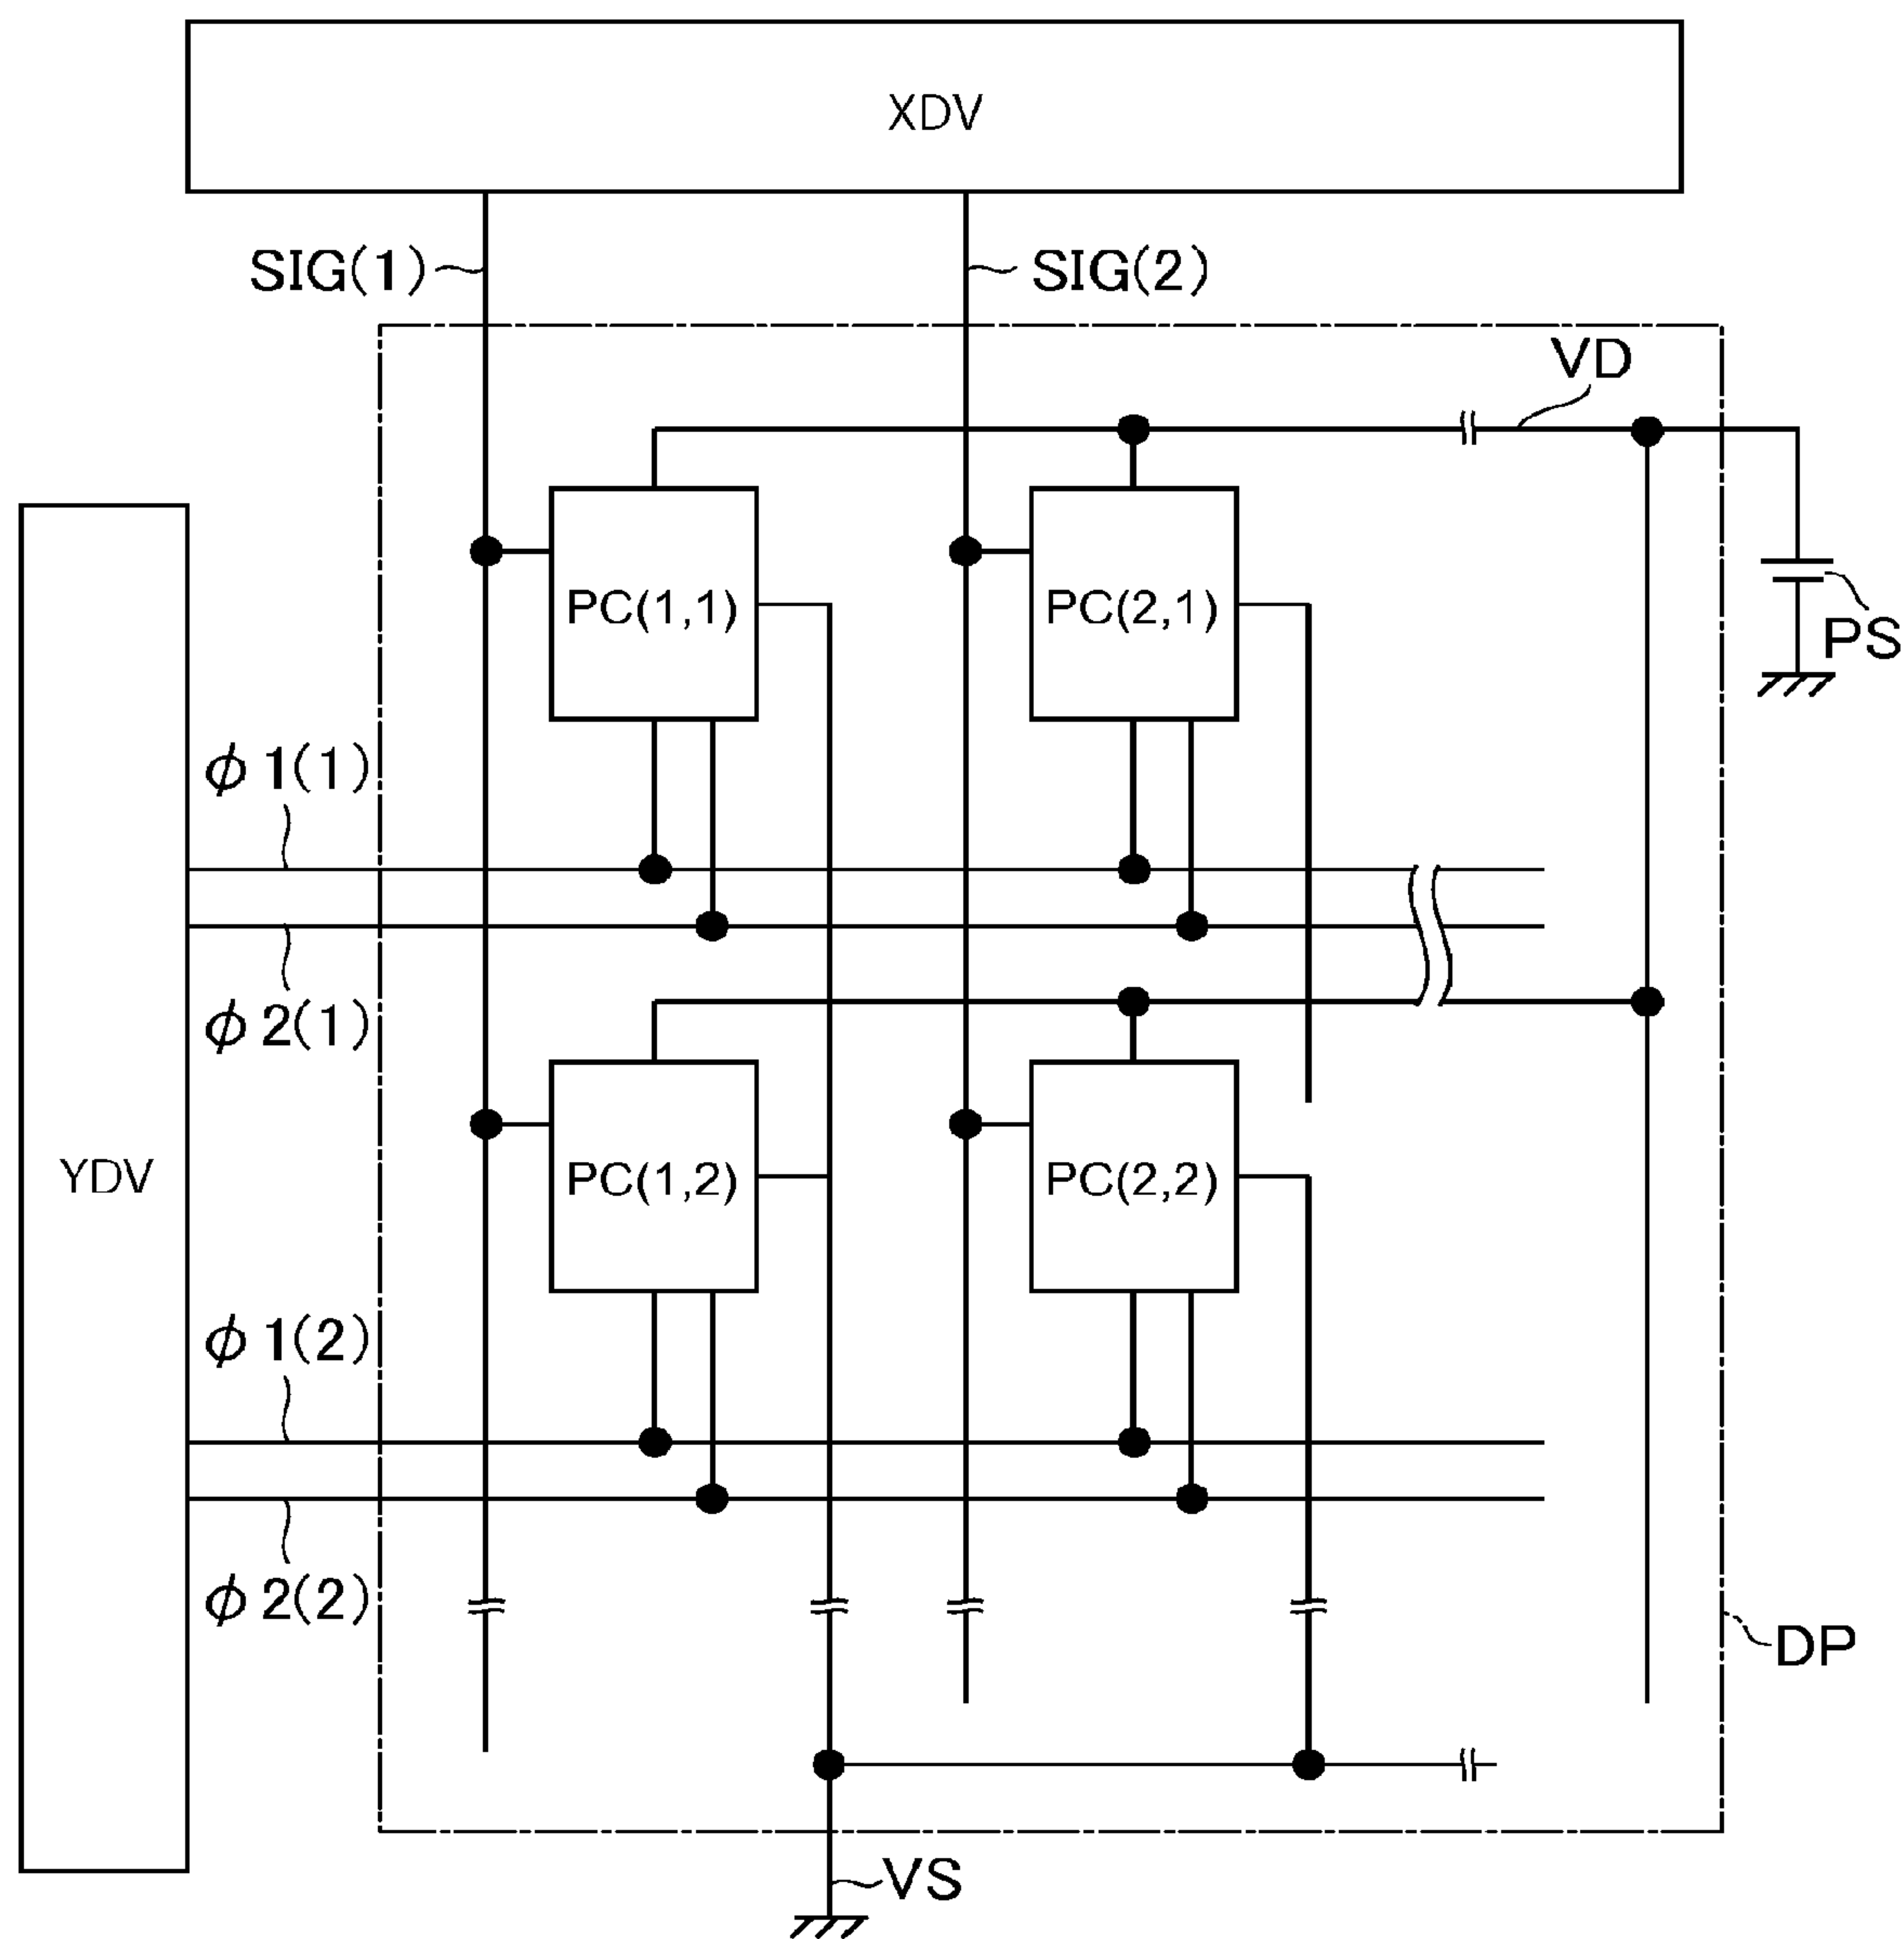 XDV
SIG(1)
SIG(2)
VD
PC(1,1)
PC(2,1)
PS
ϕ1(1)
ϕ2(1)
YDV
PC(1,2)
PC(2,2)
ϕ1(2)
ϕ2(2)
DP
VS